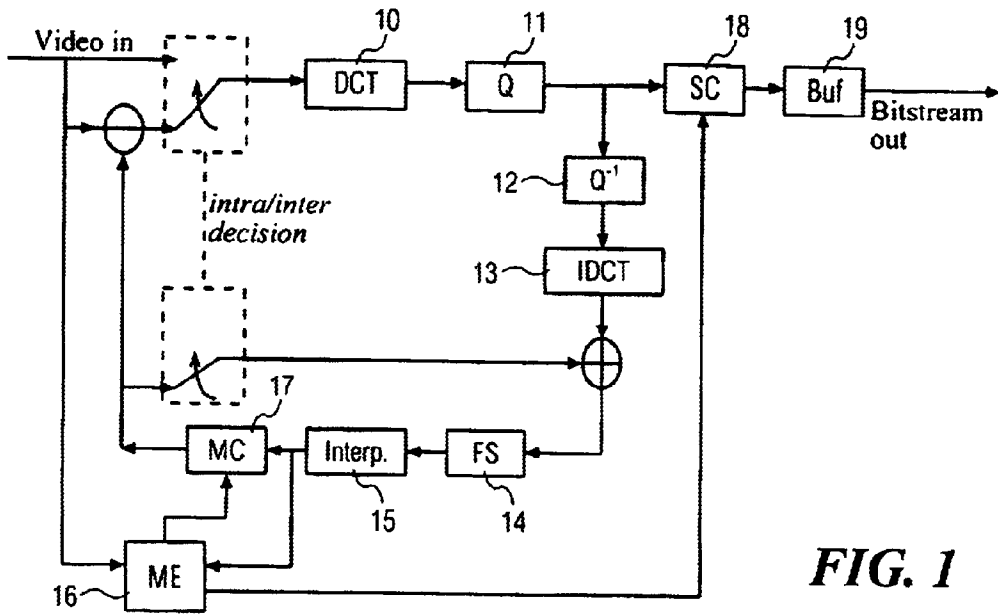 10
11
18
19
Video in
DCT
Q
SC
Buf
Bitstream
out
12
Q⁻¹
intra/inter
decision
13
IDCT
17
MC
Interp.
FS
15
14
ME
16
FIG. 1